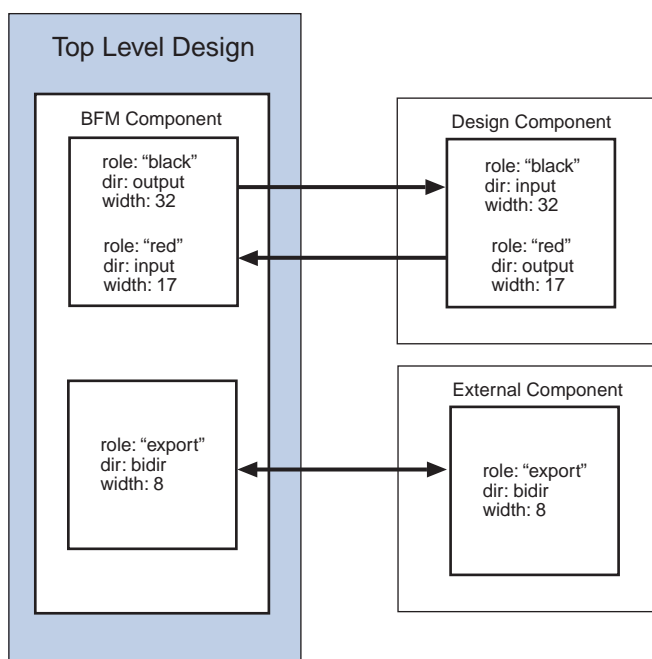 Top Level Design
BFM Component
role: “black”
dir: output
width: 32
role: “red”
dir: input
width: 17
role: “export”
dir: bidir
width: 8
Design Component
role: “black”
dir: input
width: 32
role: “red”
dir: output
width: 17
External Component
role: “export”
dir: bidir
width: 8